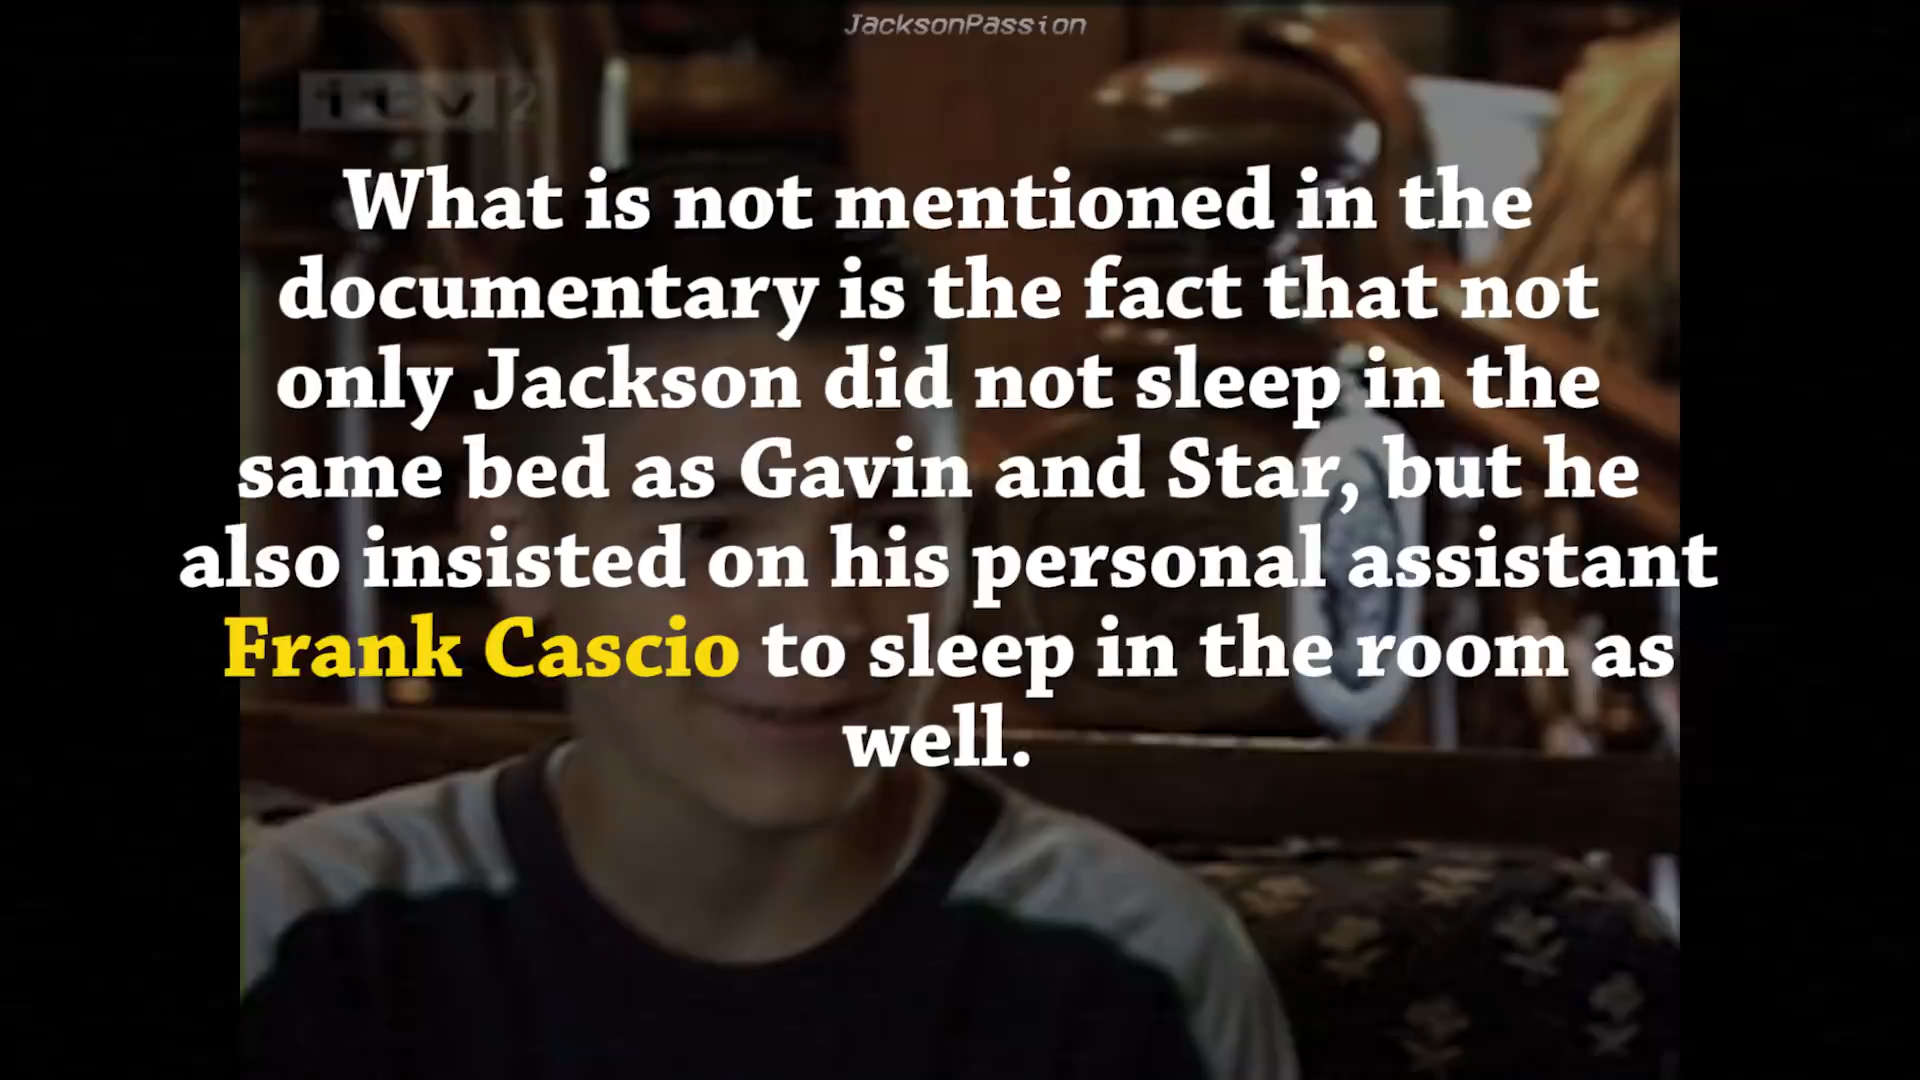 JacksonPassion
itv 2
What is not mentioned in the
documentary is the fact that not
only Jackson did not sleep in the
same bed as Gavin and Star, but he
also insisted on his personal assistant
Frank Cascio to sleep in the room as
well.